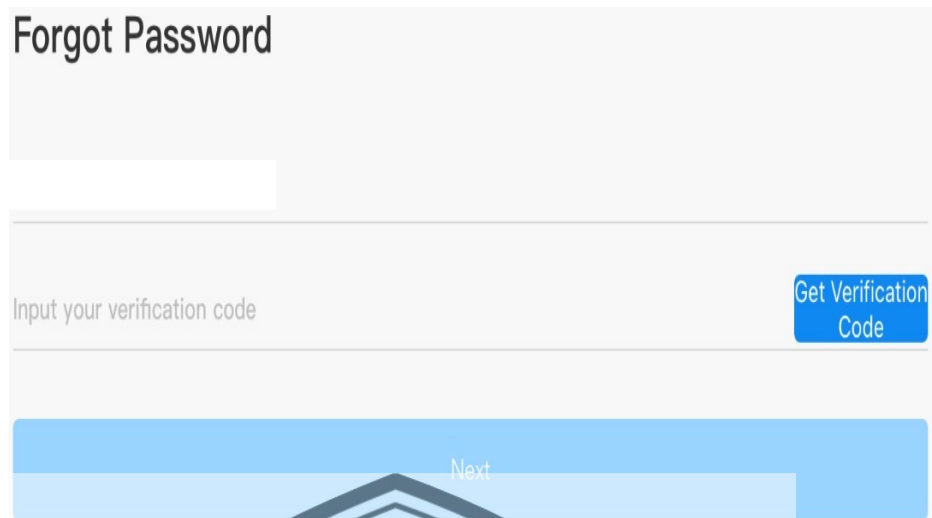 Forgot Password
Input your verification code
Get Verification
Code
Next